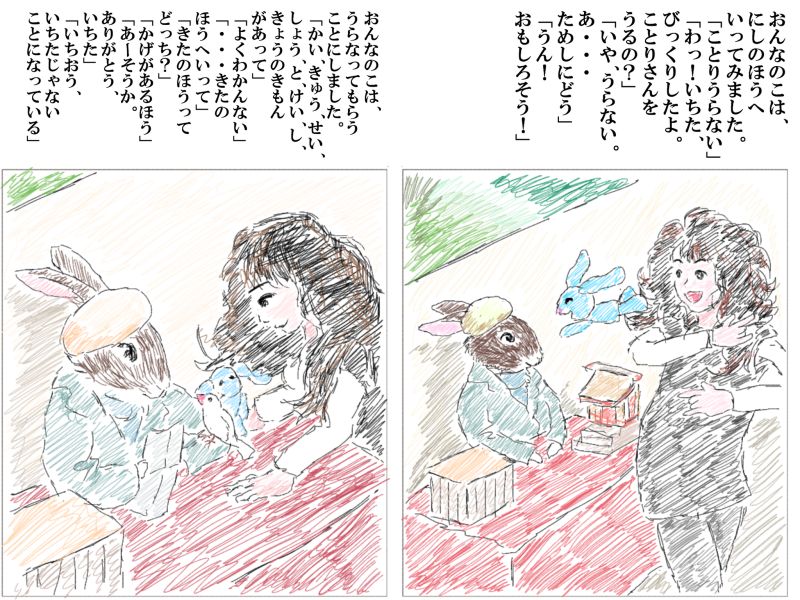 おんなのこは、
にしのほうへ
いってみました。
「ことりうらない」
「わっ！いちた、
びっくりしたよ。
ことりさんを
うるの？」
「いや、うらない。
あ・・・
ためしにどう」
「うん！
おもしろそう！」
おんなのこは、
うらなってもらう
ことにしました。
「かい、きゅう、せい、
しょう、と、けい、し、
きょうのきもん
があって」
「よくわかんない」
「・・・きたの
ほうへいって」
「きたのほうって
どっち？」
「かげがあるほう」
「あ～そうか。
ありがとう、
いちた」
「いちおう、
いちたじゃない
ことになっている」